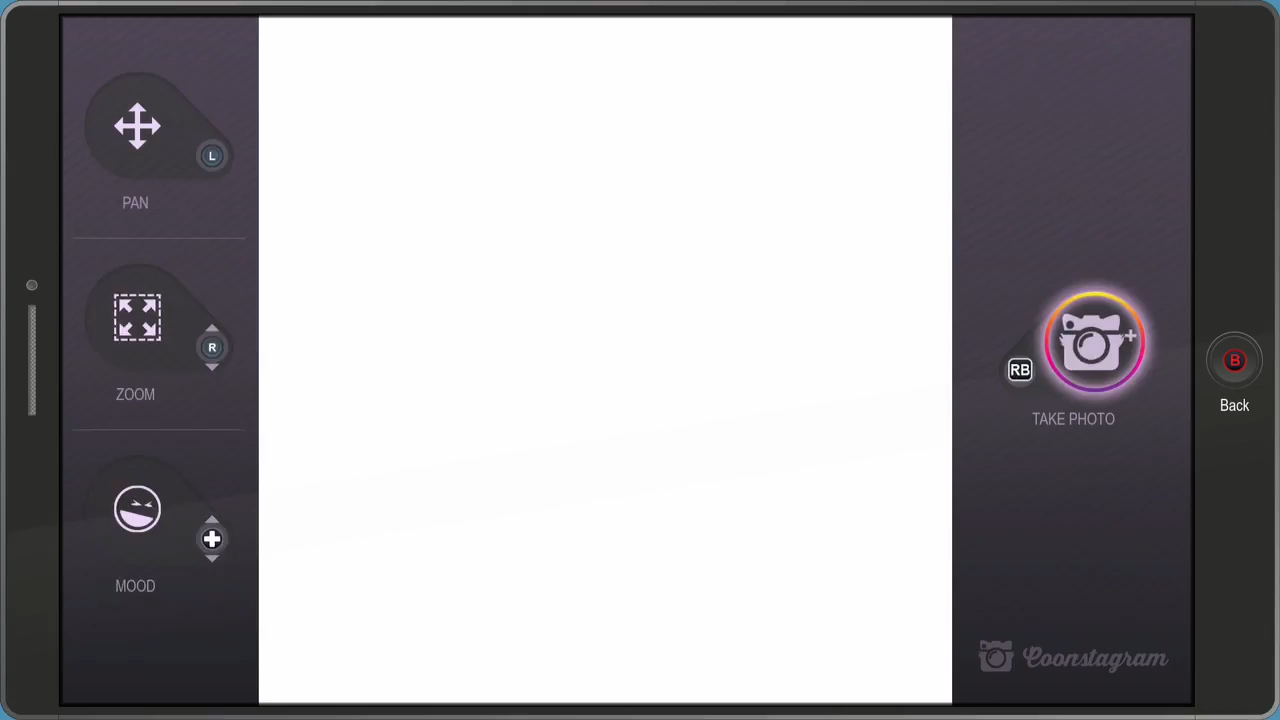 L
PAN
R
ZOOM
MOOD
RB
TAKE PHOTO
B
Back
Coonstagram